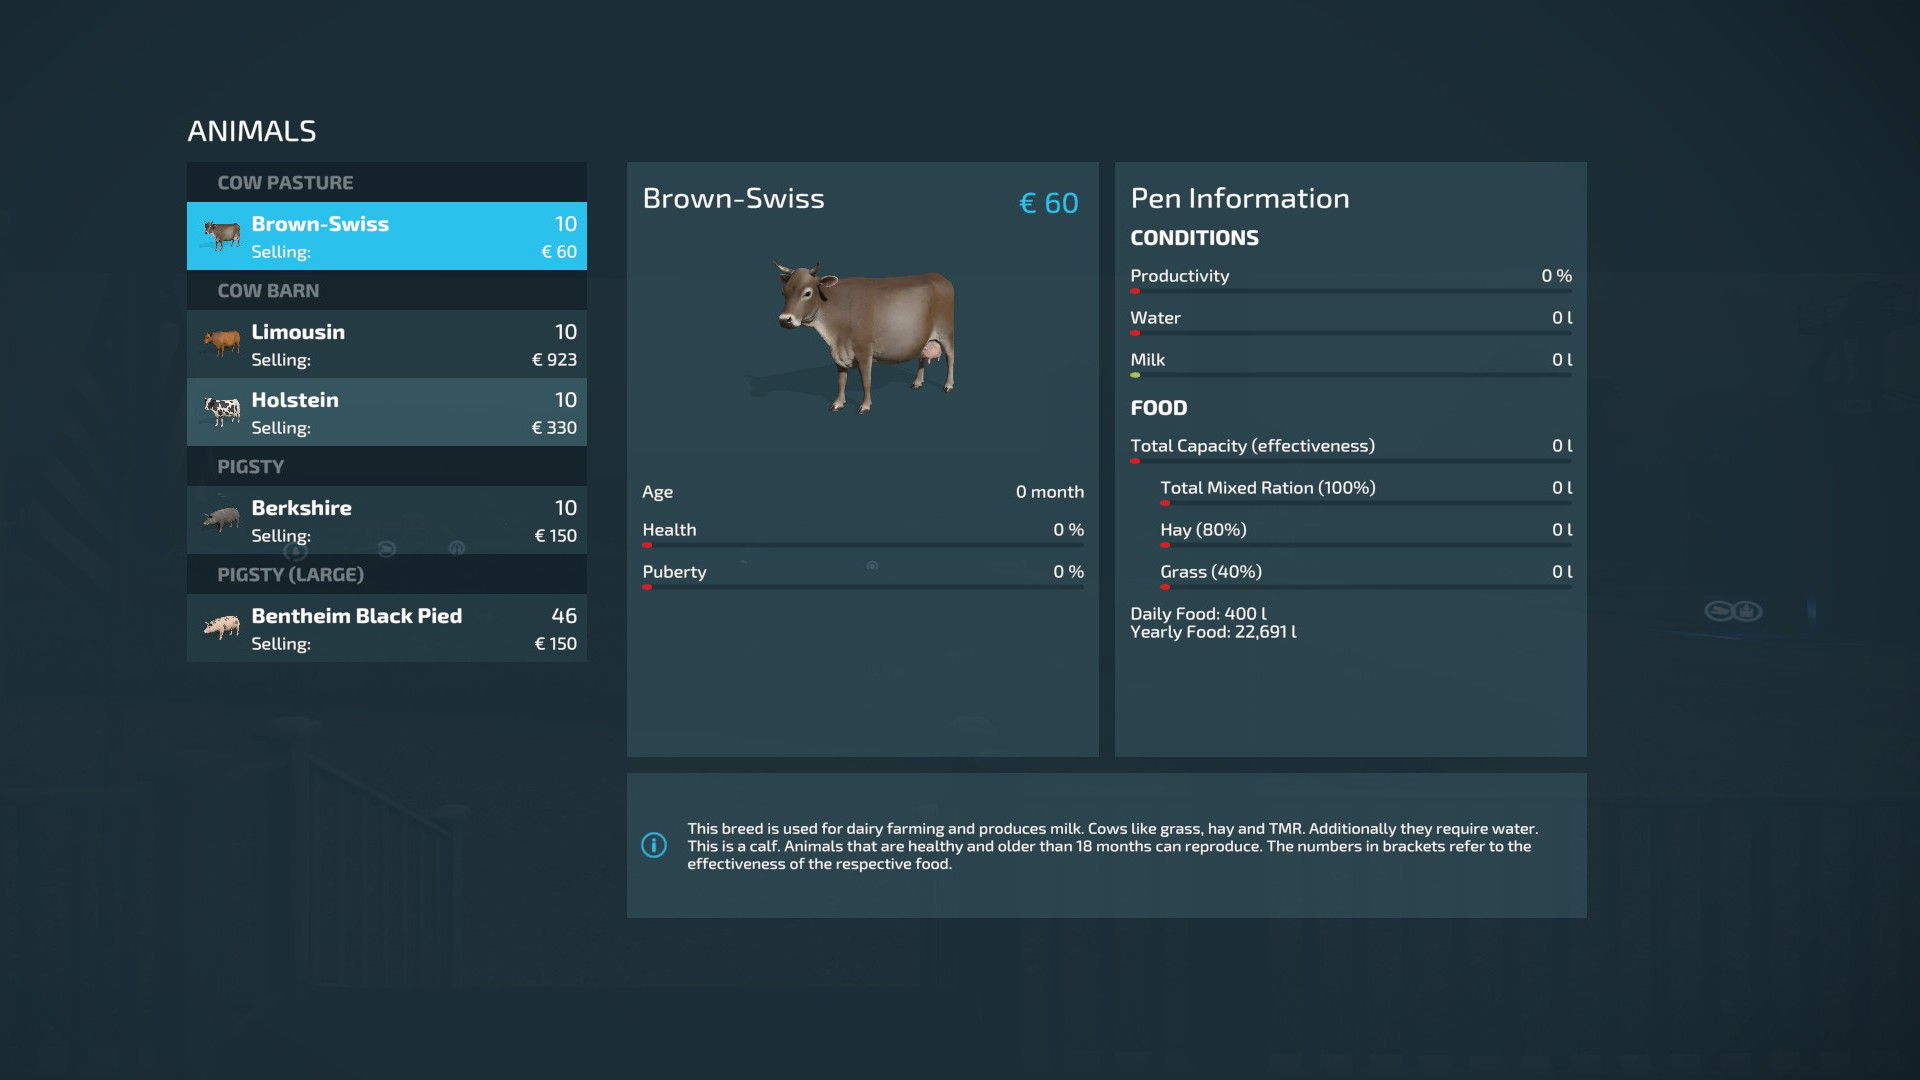 ANIMALS
COW PASTURE
Brown-Swiss 10
Selling: € 60
COW BARN
Limousin 10
Selling: € 923
Holstein 10
Selling: € 330
PIGSTY
Berkshire 10
Selling: € 150
PIGSTY (LARGE)
Bentheim Black Pied 46
Selling: € 150
Brown-Swiss € 60
Age 0 month
Health 0 %
Puberty 0 %
Pen Information
CONDITIONS
Productivity 0 %
Water 0 l
Milk 0 l
FOOD
Total Capacity (effectiveness) 0 l
Total Mixed Ration (100%) 0 l
Hay (80%) 0 l
Grass (40%) 0 l
Daily Food: 400 l
Yearly Food: 22,691 l
This breed is used for dairy farming and produces milk. Cows like grass, hay and TMR. Additionally they require water.
This is a calf. Animals that are healthy and older than 18 months can reproduce. The numbers in brackets refer to the
effectiveness of the respective food.